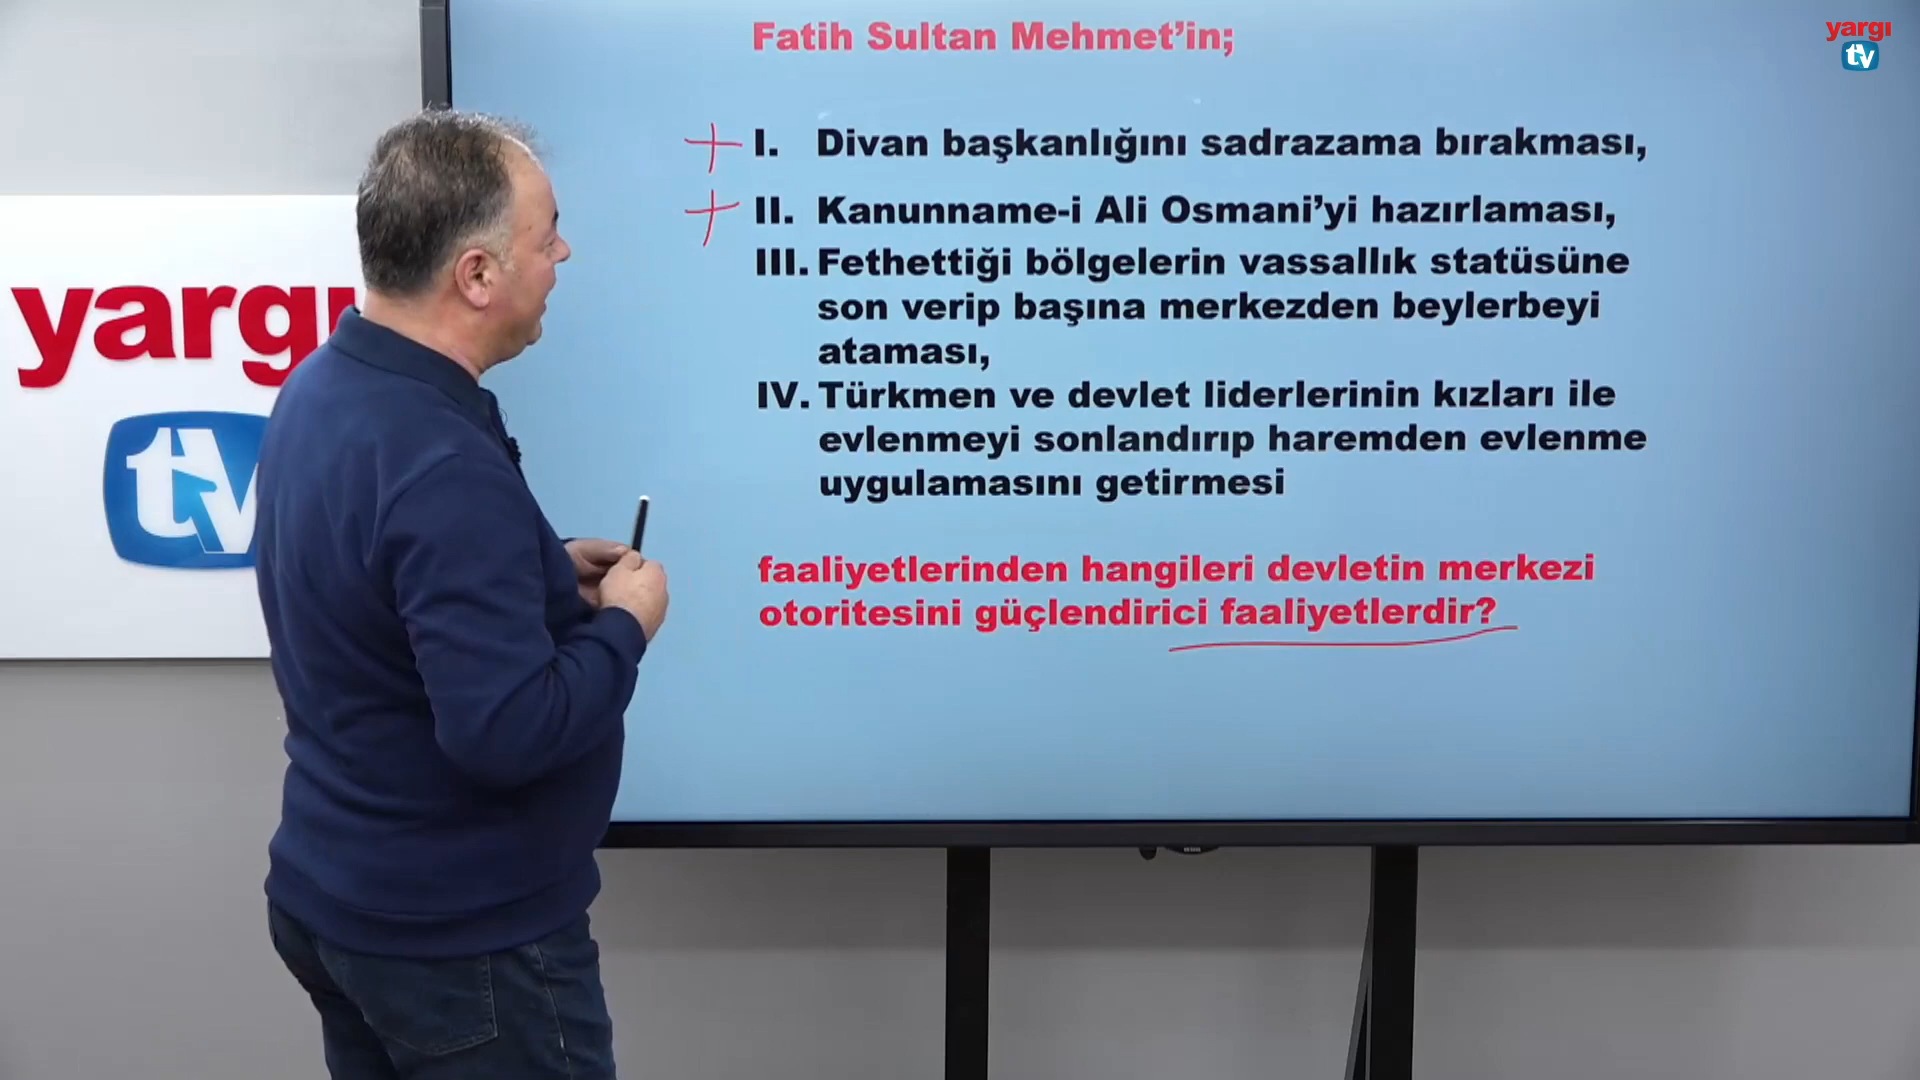 Fatih Sultan Mehmet'in;
yargı
tv
I. Divan başkanlığını sadrazama bırakması,
II. Kanunname-i Ali Osmani'yi hazırlaması,
III. Fethettiği bölgelerin vassallık statüsüne
son verip başına merkezden beylerbeyi
ataması,
IV. Türkmen ve devlet liderlerinin kızları ile
evlenmeyi sonlandırıp haremden evlenme
uygulamasını getirmesi
faaliyetlerinden hangileri devletin merkezi
otoritesini güçlendirici faaliyetlerdir?
yargı
tv